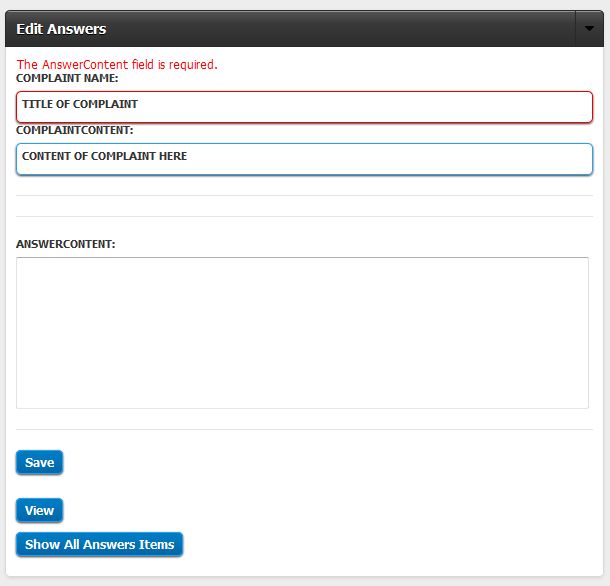 Edit Answers
The AnswerContent field is required.
COMPLAINT NAME:
TITLE OF COMPLAINT
COMPLAINTCONTENT:
CONTENT OF COMPLAINT HERE
ANSWERCONTENT:
Save
View
Show All Answers Items